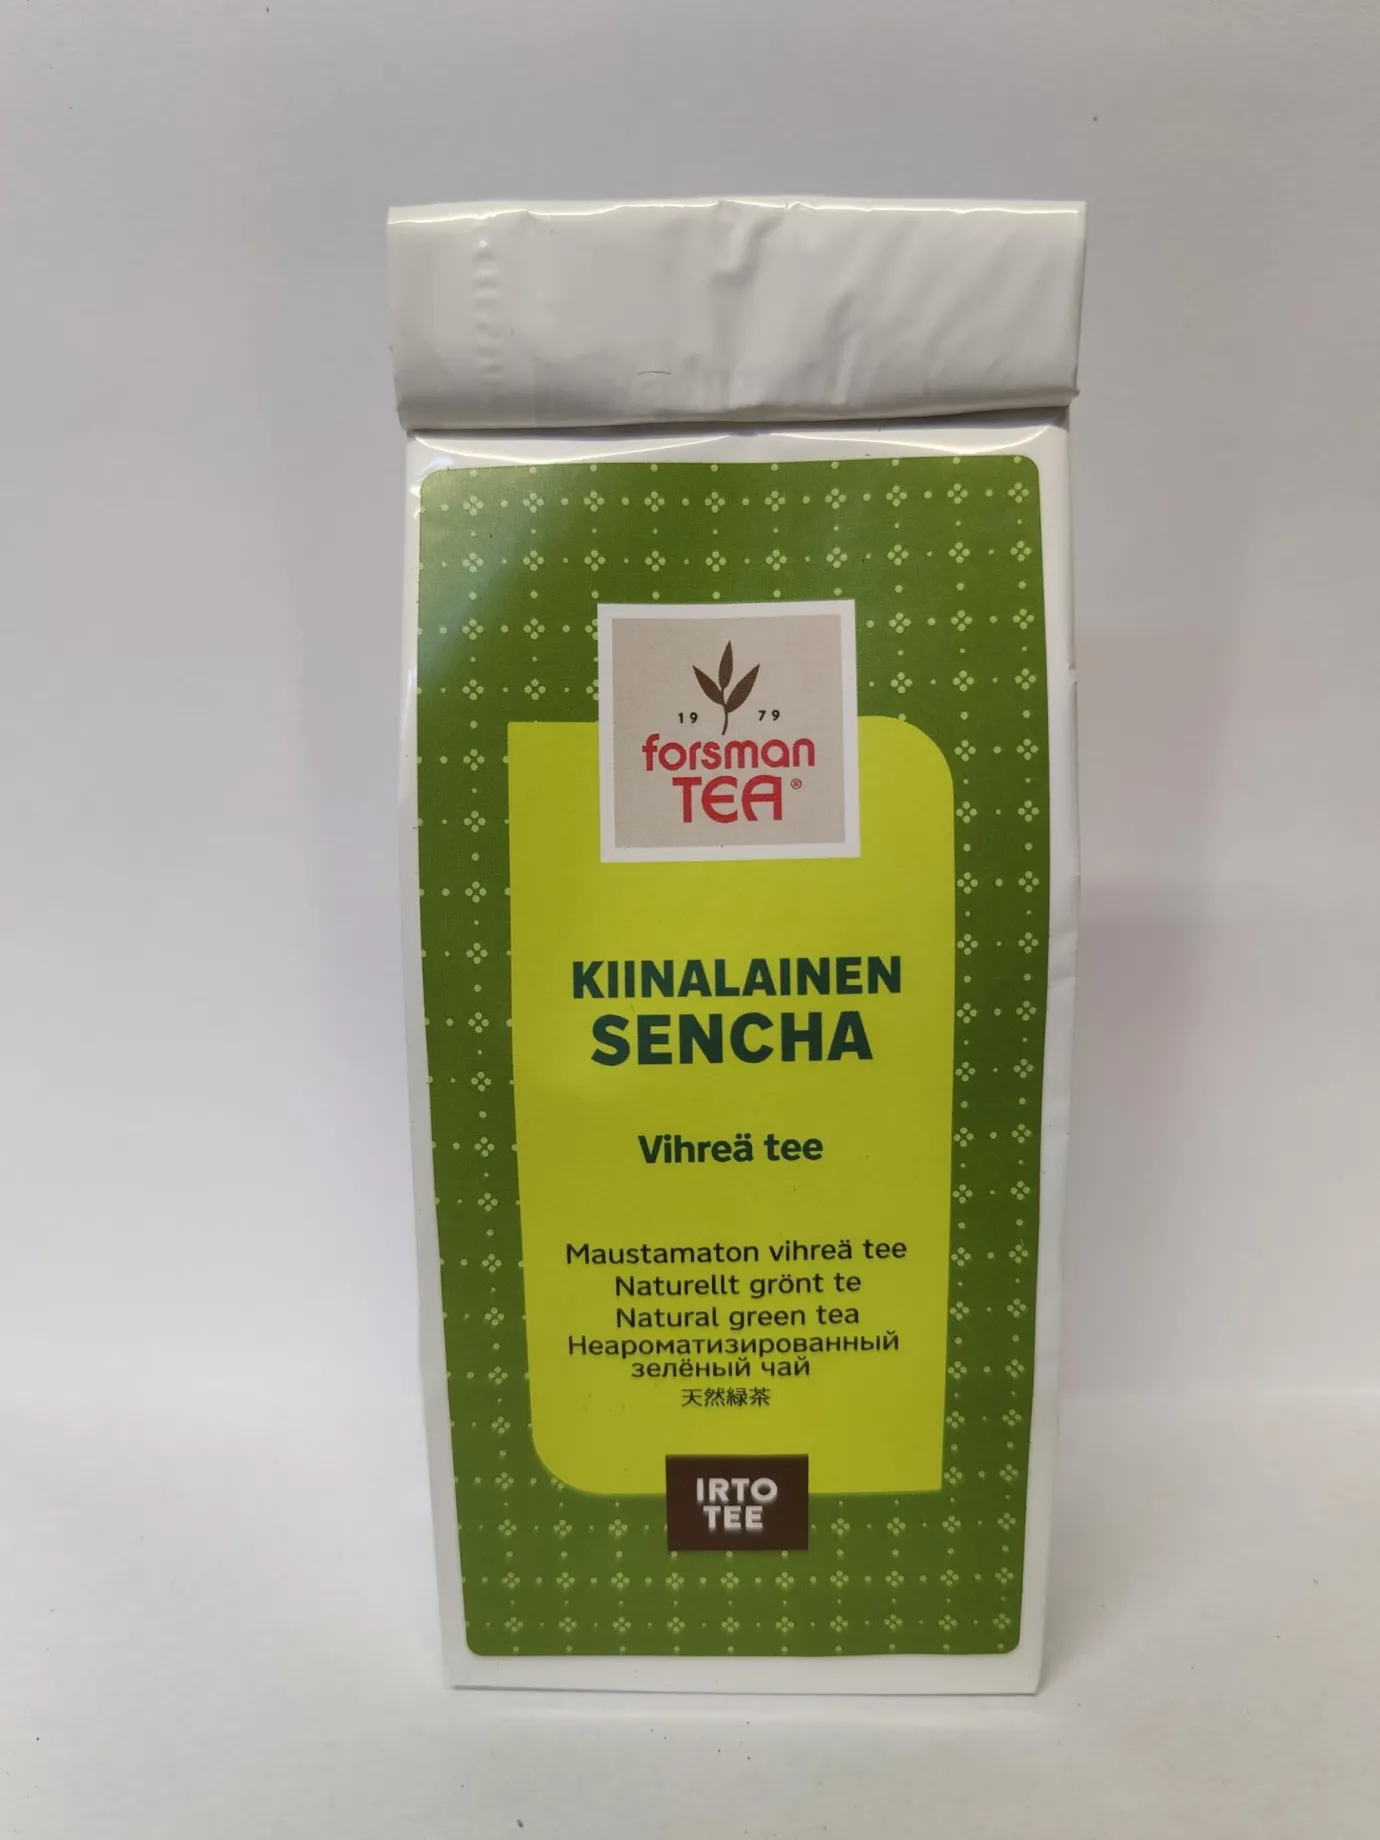 19 79
forsman
TEA®
KIINALAINEN
SENCHA
Vihreä tee
Maustamaton vihreä tee
Naturellt grönt te
Natural green tea
Неароматизированный
зелёный чай
天然緑茶
IRTO
TEE